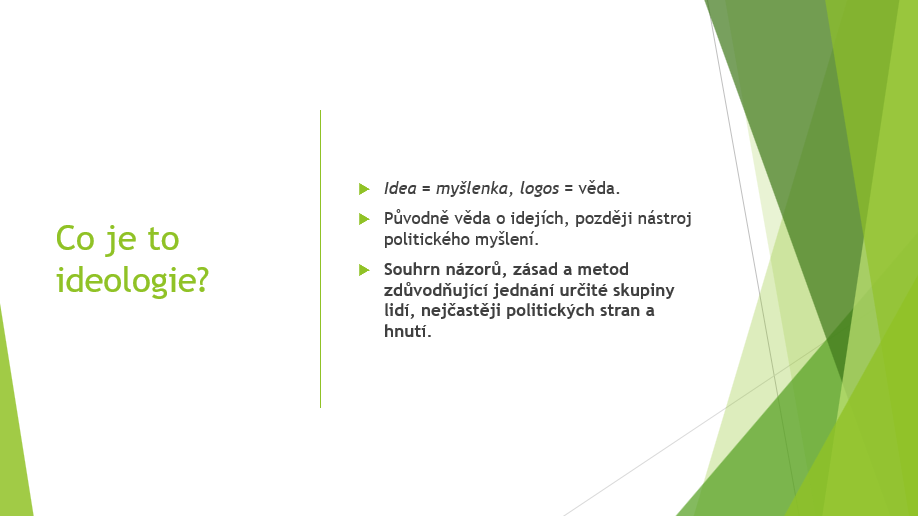 Co je to
ideologie?
Idea = myšlenka, logos = věda.
Původně věda o idejích, později nástroj
politického myšlení.
Souhrn názorů, zásad a metod
zdůvodňující jednání určité skupiny
lidí, nejčastěji politických stran a
hnutí.